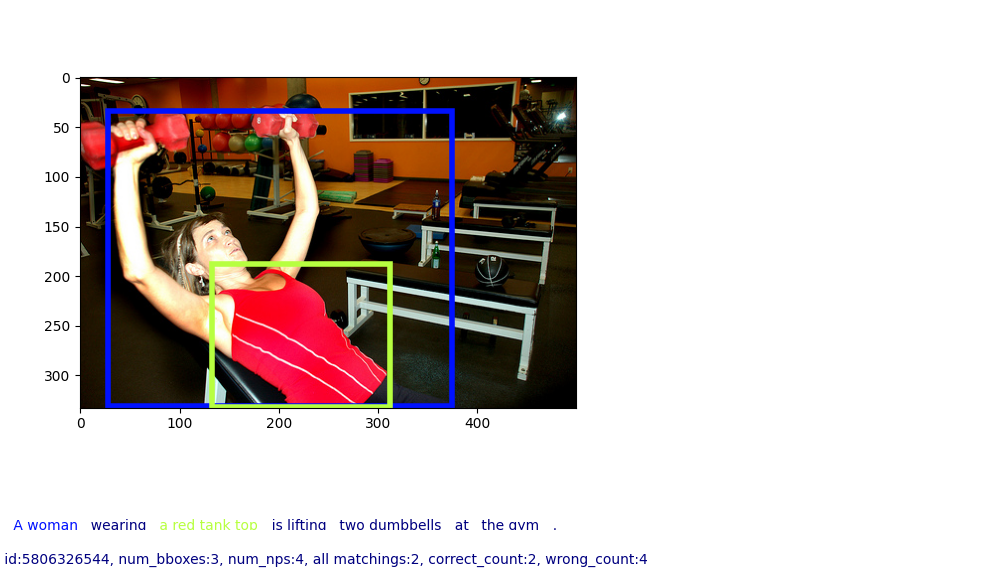 0
50
100
150
200
250
300
0 100 200 300 400
A woman wearing a red tank top is lifting two dumbbells at the gym .
id:5806326544, num_bboxes:3, num_nps:4, all matchings:2, correct_count:2, wrong_count:4